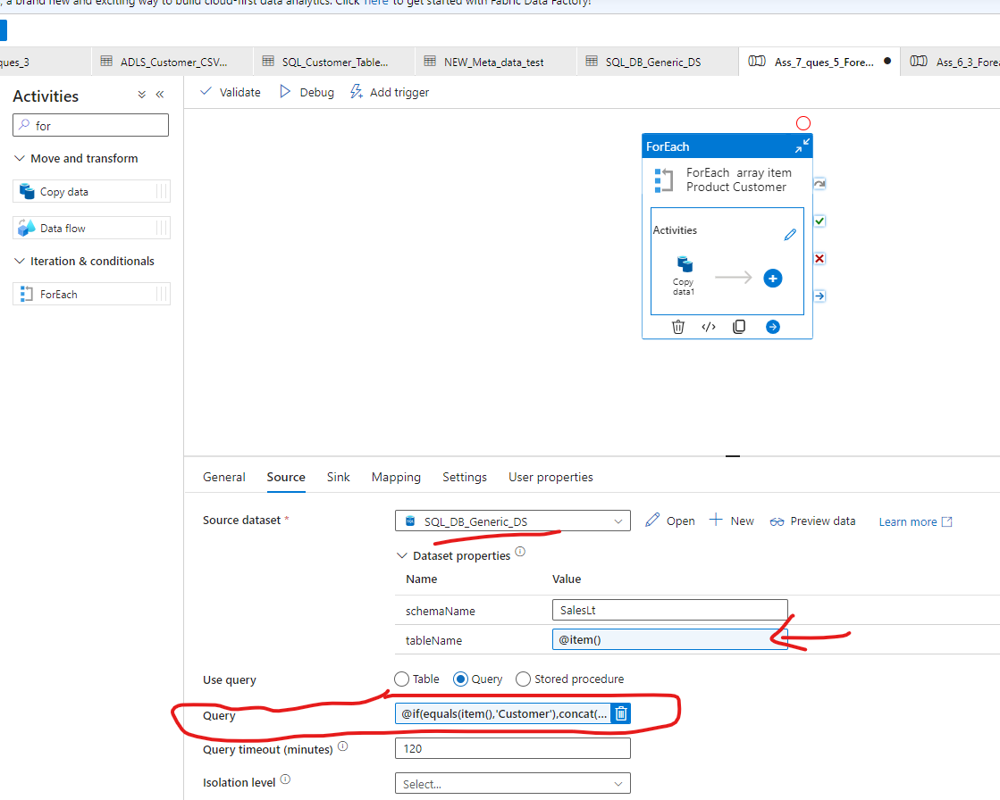 , a brand new and exciting way to build cloud-first data analytics. Click here to get started with Fabric Data Factory!
ques_3
ADLS_Customer_CSV...
SQL_Customer_Table...
NEW_Meta_data_test
SQL_DB_Generic_DS
Ass_7_ques_5_Fore...
Ass_6_3_Forea
Activities
Validate
Debug
Add trigger
for
Move and transform
Copy data
Data flow
Iteration & conditionals
ForEach
ForEach
ForEach array item
Product Customer
Activities
Copy
data1
General
Source
Sink
Mapping
Settings
User properties
Source dataset *
SQL_DB_Generic_DS
Open
New
Preview data
Learn more
Dataset properties
Name
Value
schemaName
SalesLt
tableName
@item()
Use query
Table
Query
Stored procedure
Query
@if(equals(item(),'Customer'),concat(...
Query timeout (minutes)
120
Isolation level
Select...